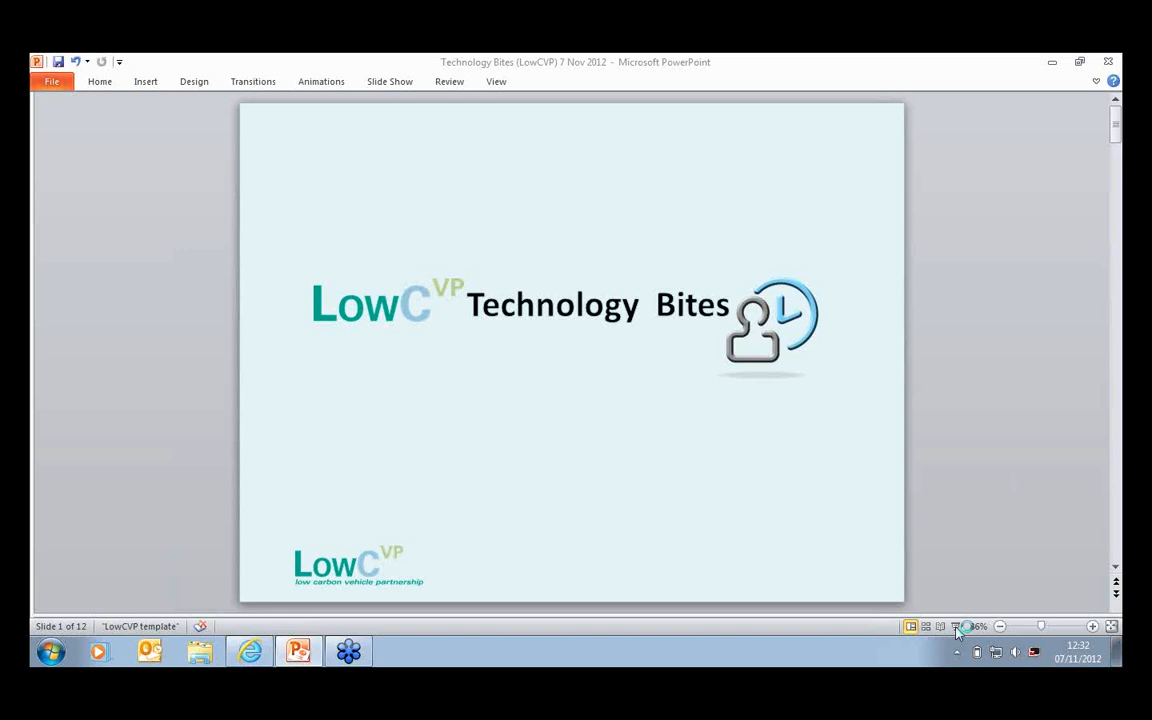 Technology Bites (LowCVP) 7 Nov 2012 - Microsoft PowerPoint
File Home Insert Design Transitions Animations Slide Show Review View
LowCVP Technology Bites
LowCVP
low carbon vehicle partnership
Slide 1 of 12 "LowCVP template"
12:32
07/11/2012